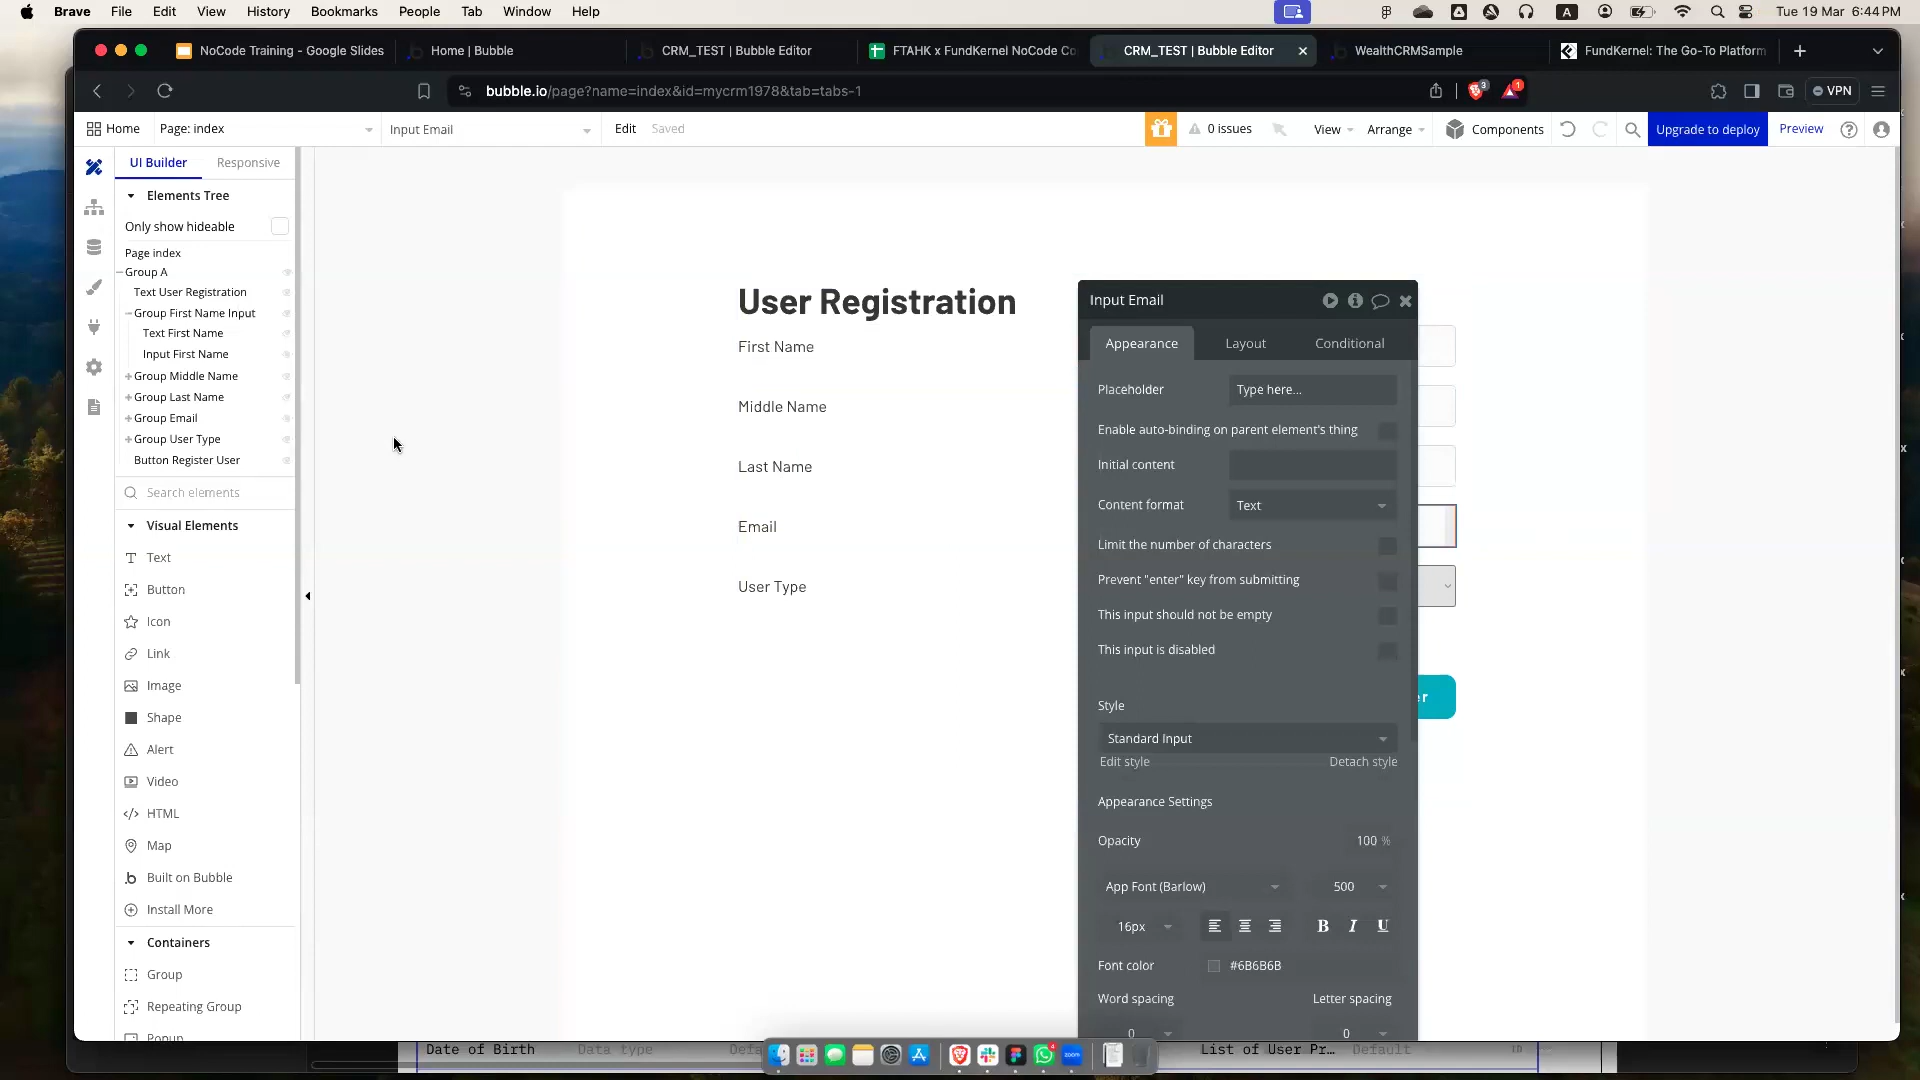 Brave File Edit View History Bookmarks People Tab Window Help
A Tue 19 Mar 6:44 PM
NoCode Training - Google Slides
Home | Bubble
CRM_TEST | Bubble Editor
FTAHK x FundKernel NoCode Co
CRM_TEST | Bubble Editor
WealthCRMSample
FundKernel: The Go-To Platform
bubble.io/page?name=index&id=mycrm1978&tab=tabs-1
3
1
VPN
Home
Page: index
Input Email
Edit
Saved
0 issues
View
Arrange
Components
Upgrade to deploy
Preview
UI Builder
Responsive
Elements Tree
Only show hideable
Page index
Group A
Text User Registration
Group First Name Input
Text First Name
Input First Name
Group Middle Name
Group Last Name
Group Email
Group User Type
Button Register User
Search elements
Visual Elements
Text
Button
Icon
Link
Image
Shape
Alert
Video
HTML
Map
Built on Bubble
Install More
Containers
Group
Repeating Group
Popup
User Registration
First Name
Middle Name
Last Name
Email
User Type
er
Input Email
Appearance
Layout
Conditional
Placeholder
Type here...
Enable auto-binding on parent element's thing
Initial content
Content format
Text
Limit the number of characters
Prevent "enter" key from submitting
This input should not be empty
This input is disabled
Style
Standard Input
Edit style
Detach style
Appearance Settings
Opacity
100 %
App Font (Barlow)
500
16px
B I U
Font color
#6B6B6B
Word spacing
Letter spacing
0
0
Date of Birth
Data type
Defa
List of User Pr…
Default
zoom